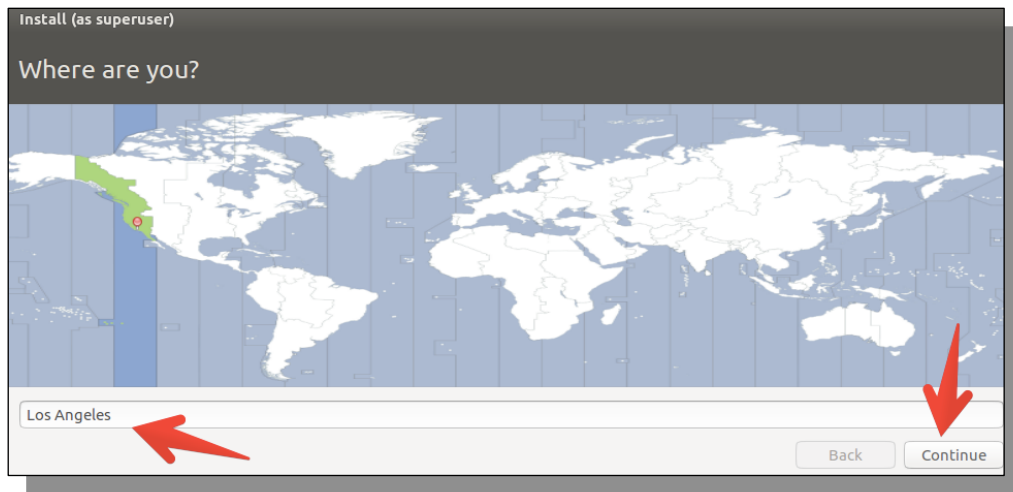 Install (as superuser)
Where are you?
Los Angeles
Back
Continue